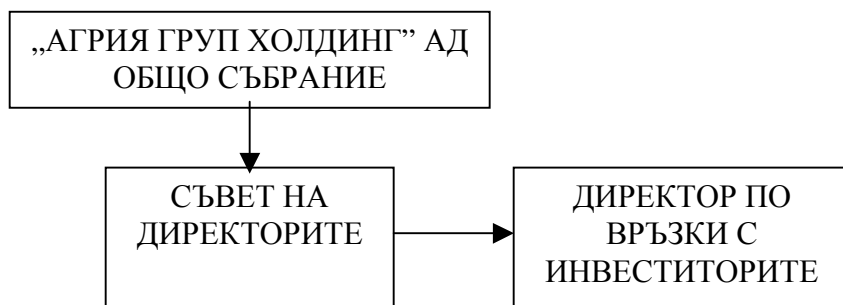 „АГРИЯ ГРУП ХОЛДИНГ” АД
ОБЩО СЪБРАНИЕ
СЪВЕТ НА
ДИРЕКТОРИТЕ
ДИРЕКТОР ПО
ВРЪЗКИ С
ИНВЕСТИТОРИТЕ